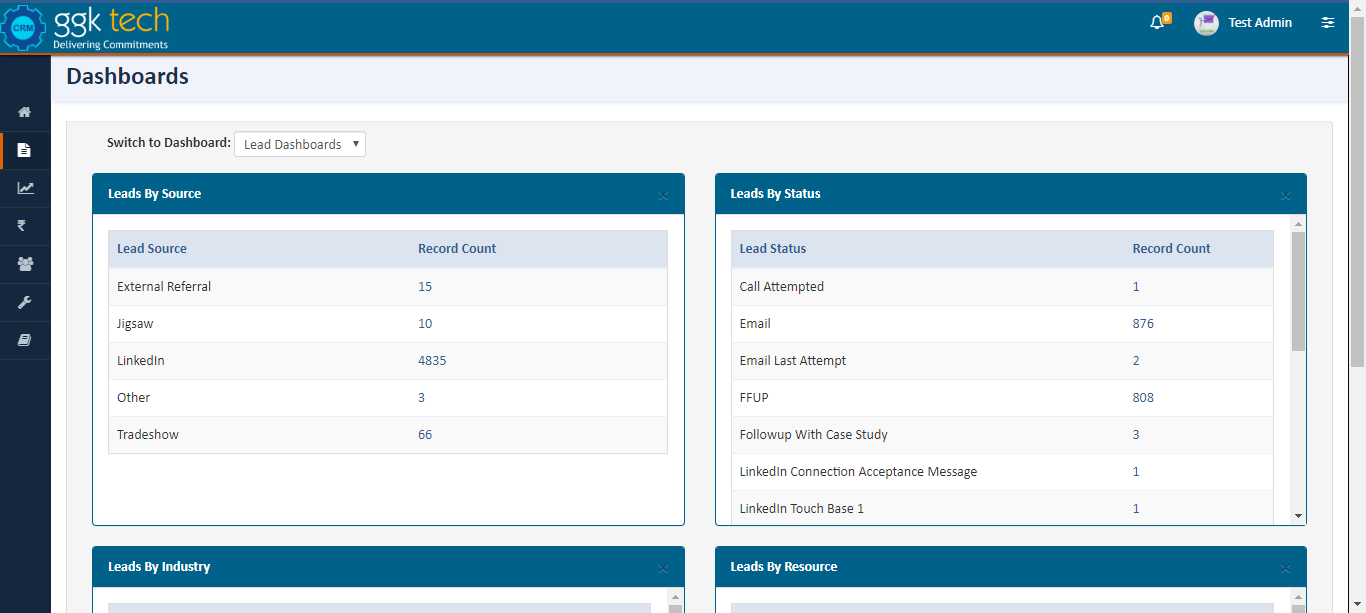 CRM
ggk tech
Delivering Commitments
0
Test Admin
Dashboards
Switch to Dashboard: Lead Dashboards
Leads By Source
Lead Source Record Count
External Referral 15
Jigsaw 10
LinkedIn 4835
Other 3
Tradeshow 66
Leads By Status
Lead Status Record Count
Call Attempted 1
Email 876
Email Last Attempt 2
FFUP 808
Followup With Case Study 3
LinkedIn Connection Acceptance Message 1
LinkedIn Touch Base 1 1
Leads By Industry
Leads By Resource